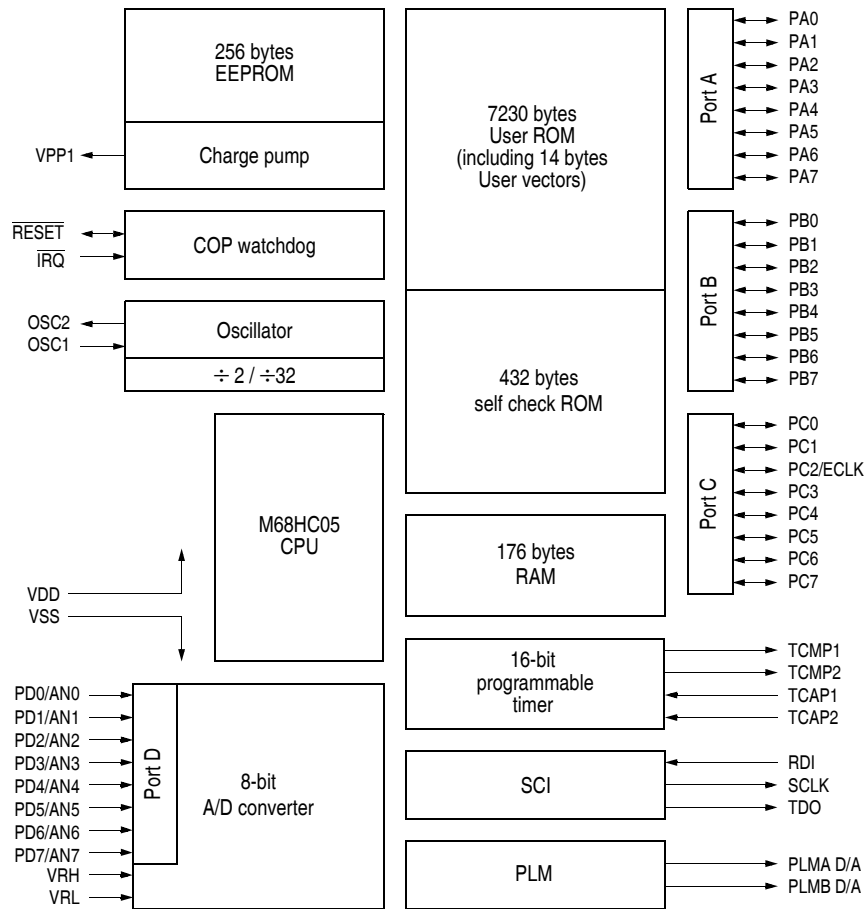 256 bytes
EEPROM
Charge pump
VPP1
RESET
IRQ
COP watchdog
OSC2
OSC1
Oscillator
÷ 2 / ÷32
M68HC05
CPU
VDD
VSS
PD0/AN0
PD1/AN1
PD2/AN2
PD3/AN3
PD4/AN4
PD5/AN5
PD6/AN6
PD7/AN7
VRH
VRL
Port D
8-bit
A/D converter
7230 bytes
User ROM
(including 14 bytes
User vectors)
432 bytes
self check ROM
176 bytes
RAM
16-bit
programmable
timer
SCI
PLM
Port A
PA0
PA1
PA2
PA3
PA4
PA5
PA6
PA7
Port B
PB0
PB1
PB2
PB3
PB4
PB5
PB6
PB7
Port C
PC0
PC1
PC2/ECLK
PC3
PC4
PC5
PC6
PC7
TCMP1
TCMP2
TCAP1
TCAP2
RDI
SCLK
TDO
PLMA D/A
PLMB D/A